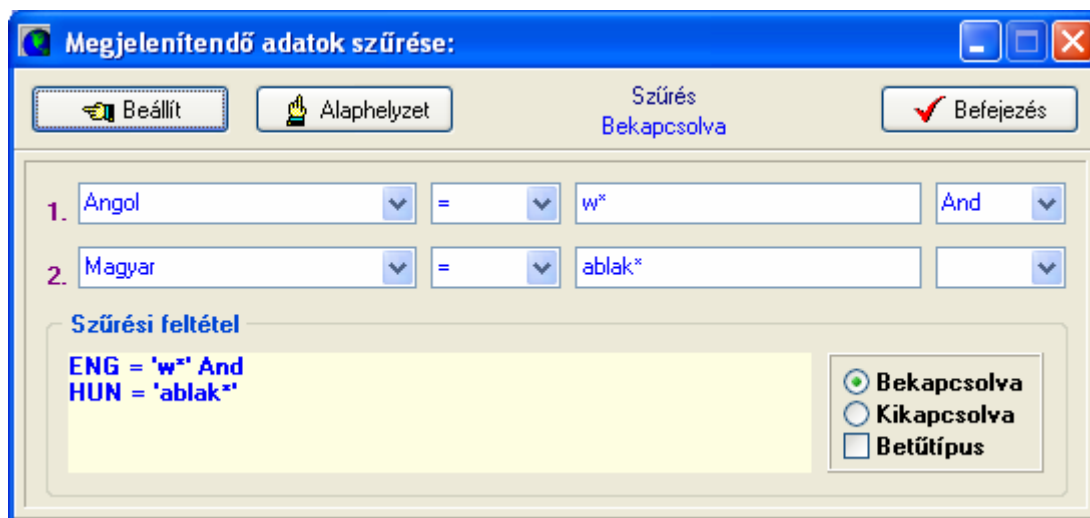 Megjelenítendő adatok szűrése:
Beállít
Alaphelyzet
Szűrés
Bekapcsolva
Befejezés
1. Angol = w* And
2. Magyar = ablak*
Szűrési feltétel
ENG = 'w*' And
HUN = 'ablak*'
Bekapcsolva
Kikapcsolva
Betűtípus